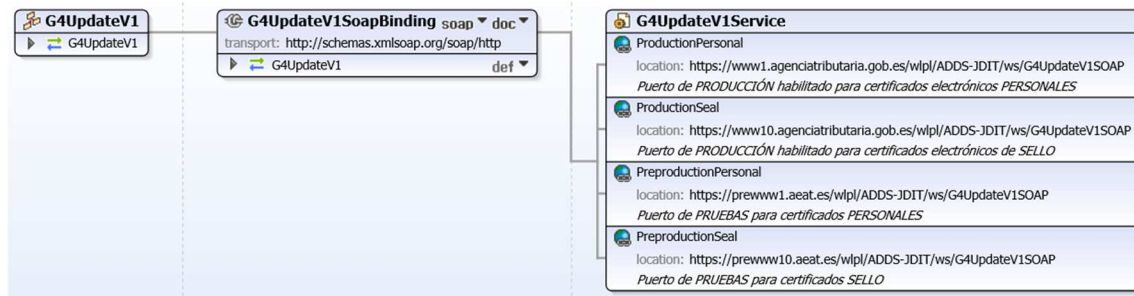 G4UpdateV1
G4UpdateV1
G4UpdateV1SoapBinding soap doc
transport: http://schemas.xmlsoap.org/soap/http
G4UpdateV1 def
G4UpdateV1Service
ProductionPersonal
location: https://www1.agenciatributaria.gob.es/wlpl/ADDS-JDIT/ws/G4UpdateV1SOAP
Puerto de PRODUCCIÓN habilitado para certificados electrónicos PERSONALES
ProductionSeal
location: https://www10.agenciatributaria.gob.es/wlpl/ADDS-JDIT/ws/G4UpdateV1SOAP
Puerto de PRODUCCIÓN habilitado para certificados electrónicos de SELLO
PreproductionPersonal
location: https://prewww1.aeat.es/wlpl/ADDS-JDIT/ws/G4UpdateV1SOAP
Puerto de PRUEBAS para certificados PERSONALES
PreproductionSeal
location: https://prewww10.aeat.es/wlpl/ADDS-JDIT/ws/G4UpdateV1SOAP
Puerto de PRUEBAS para certificados SELLO